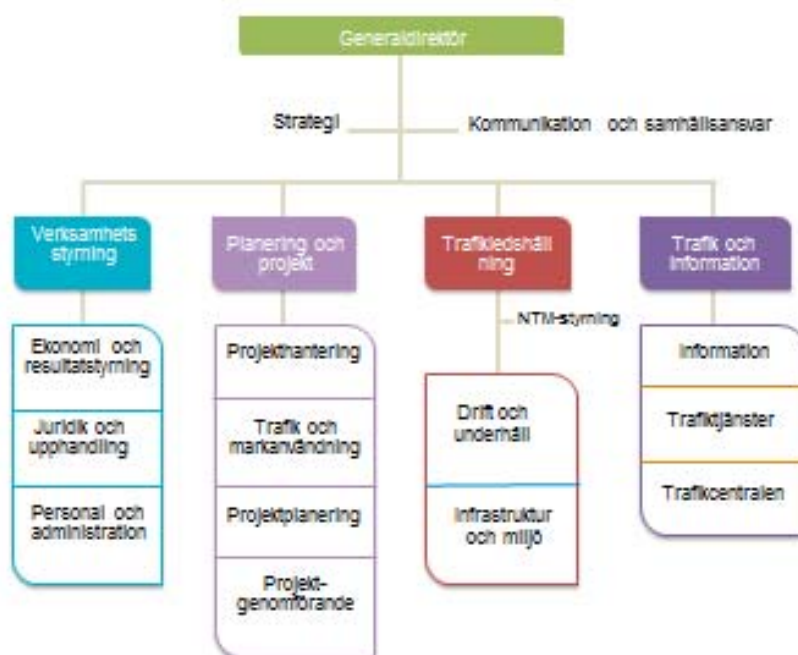 Generaldirektör
Strategi
Kommunikation och samhällsansvar
Verksamhets
styrning
Planering och
projekt
Trafikledshåll
ning
Trafik och
information
NTM-styrning
Ekonomi och
resultatstyrning
Juridik och
upphandling
Personal och
administration
Projekthantering
Trafik och
markanvändning
Projektplanering
Projekt-
genomförande
Drift och
underhåll
Infrastruktur
och miljö
Information
Trafiktjänster
Trafikcentralen